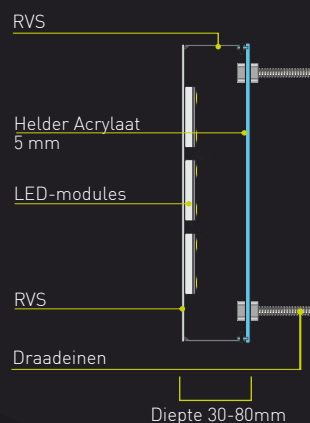 RVS
Helder Acrylaat
5 mm
LED-modules
RVS
Draadeinen
Diepte 30-80mm